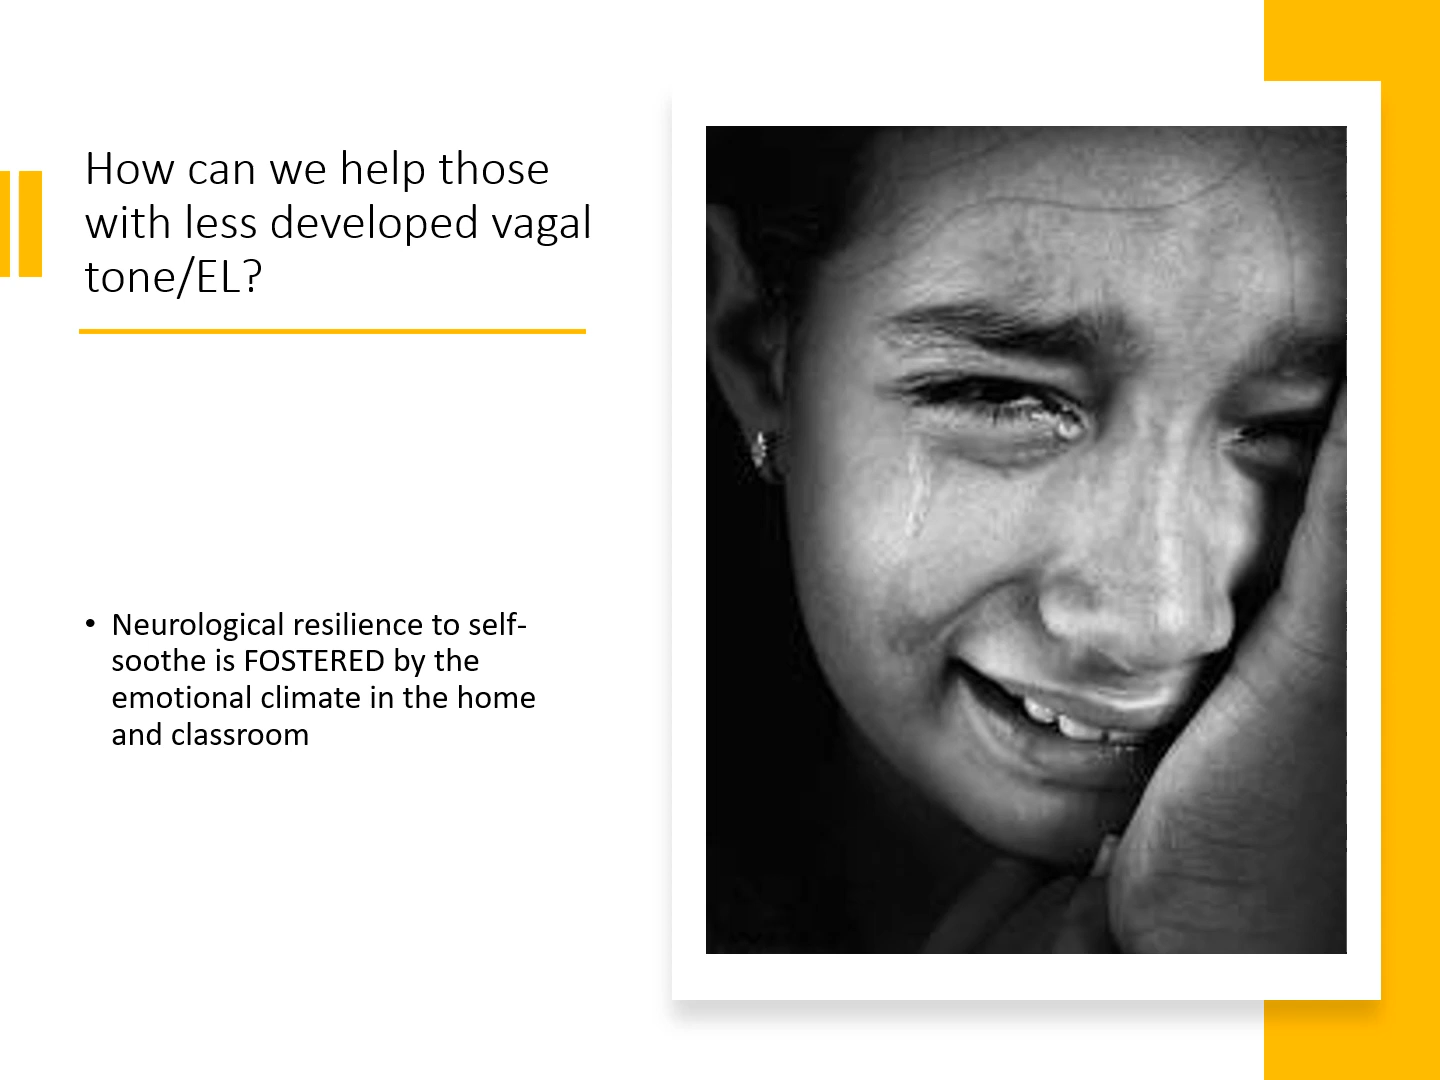 How can we help those
with less developed vagal
tone/EL?
• Neurological resilience to self-
soothe is FOSTERED by the
emotional climate in the home
and classroom